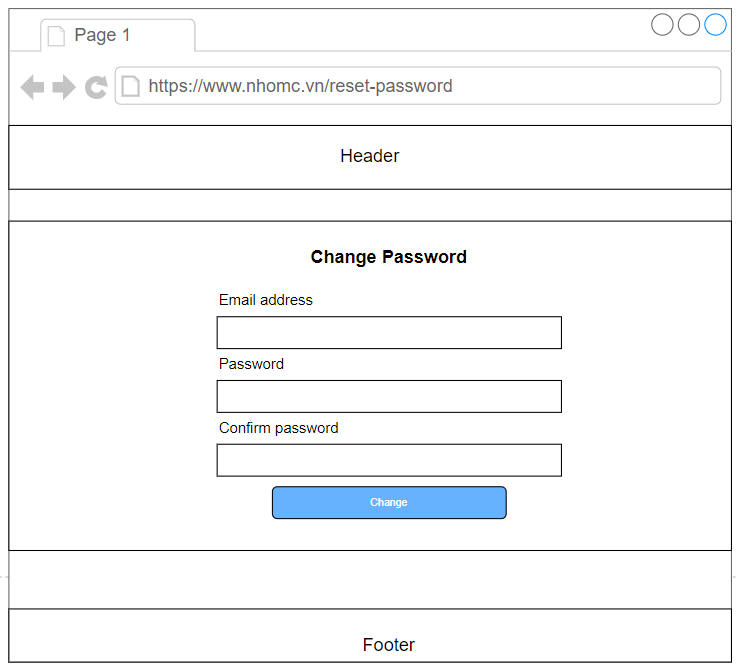 Page 1
https://www.nhomc.vn/reset-password
Header
Change Password
Email address
Password
Confirm password
Change
Footer